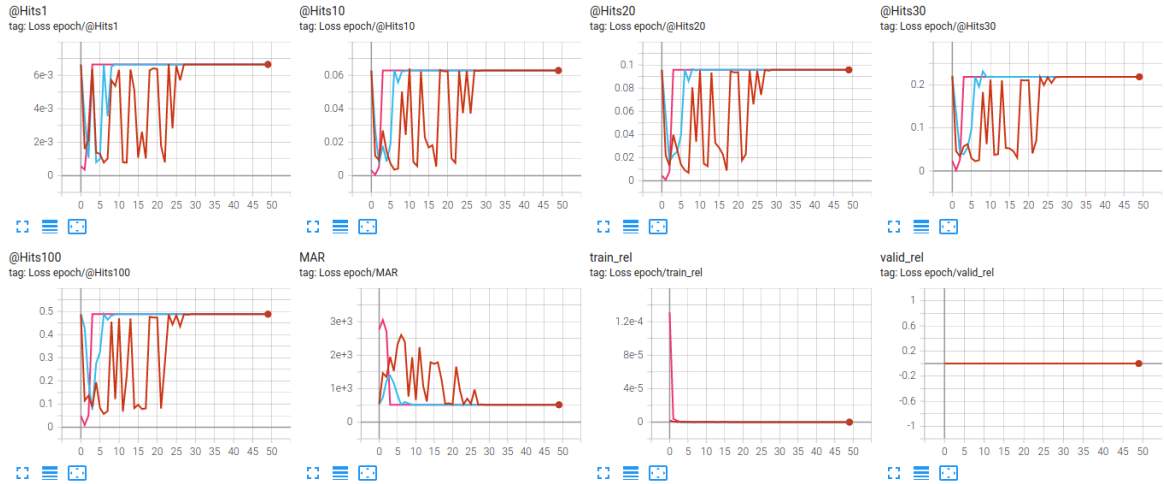 @Hits1
tag: Loss epoch/@Hits1
6e-3
4e-3
2e-3
0
0 5 10 15 20 25 30 35 40 45 50
@Hits10
tag: Loss epoch/@Hits10
0.06
0.04
0.02
0
0 5 10 15 20 25 30 35 40 45 50
@Hits20
tag: Loss epoch/@Hits20
0.1
0.08
0.06
0.04
0.02
0
0 5 10 15 20 25 30 35 40 45 50
@Hits30
tag: Loss epoch/@Hits30
0.2
0.1
0
0 5 10 15 20 25 30 35 40 45 50
@Hits100
tag: Loss epoch/@Hits100
0.5
0.4
0.3
0.2
0.1
0
0 5 10 15 20 25 30 35 40 45 50
MAR
tag: Loss epoch/MAR
3e+3
2e+3
1e+3
0
0 5 10 15 20 25 30 35 40 45 50
train_rel
tag: Loss epoch/train_rel
1.2e-4
8e-5
4e-5
0
0 5 10 15 20 25 30 35 40 45 50
valid_rel
tag: Loss epoch/valid_rel
1
0.6
0.2
-0.2
-0.6
-1
0 5 10 15 20 25 30 35 40 45 50